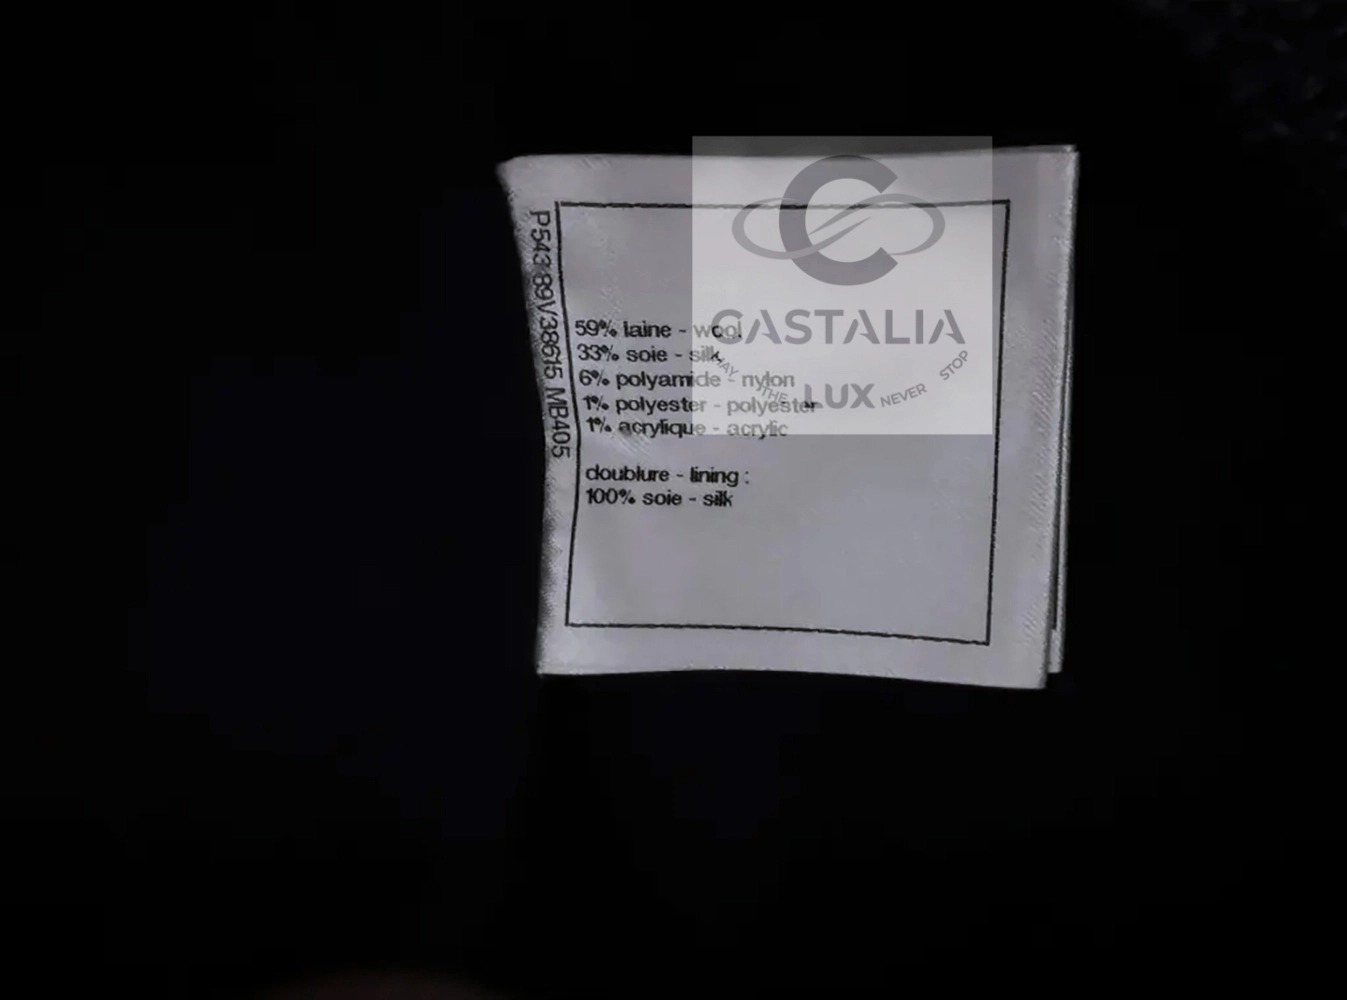 P54389V38615 MB405
59% laine - wool
33% soie - silk
6% polyamide - nylon
1% polyester - polyester
1% acrylique - acrylic
doublure - lining :
100% soie - silk
CASTALIA
THE LUX NEVER STOP